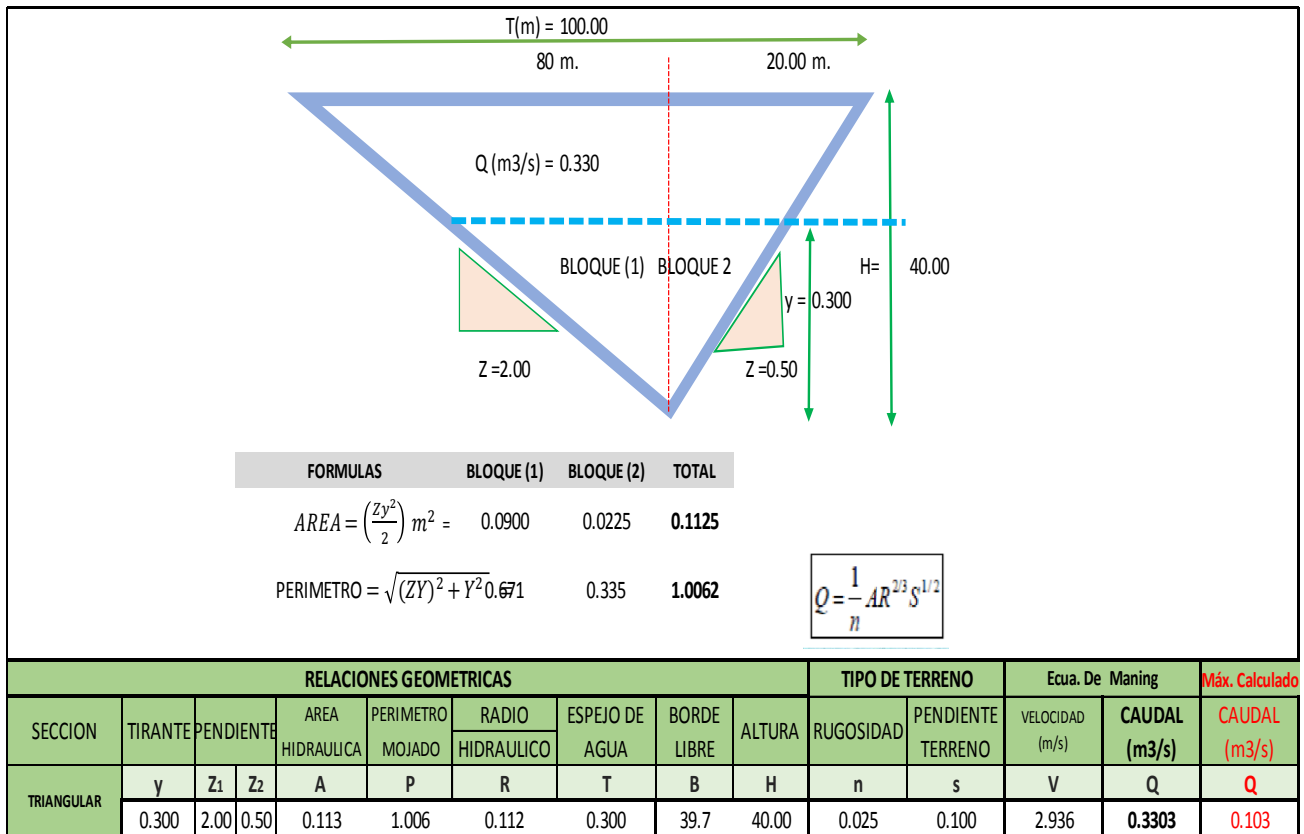 T(m) = 100.00
80 m. 20.00 m.
Q (m3/s) = 0.330
BLOQUE (1) BLOQUE 2 H= 40.00
y = 0.300
Z =2.00 Z =0.50
FORMULAS BLOQUE (1) BLOQUE (2) TOTAL
AREA = (Zy²/2) m² = 0.0900 0.0225 0.1125
PERIMETRO = √((ZY)² + Y²) = 0.671 0.335 1.0062
Q = 1/n AR^2/3 S^1/2
RELACIONES GEOMETRICAS TIPO DE TERRENO Ecua. De Maning Máx. Calculado
SECCION TIRANTE PENDIENTE AREA HIDRAULICA PERIMETRO MOJADO RADIO HIDRAULICO ESPEJO DE AGUA BORDE LIBRE ALTURA RUGOSIDAD PENDIENTE TERRENO VELOCIDAD (m/s) CAUDAL (m3/s) CAUDAL (m3/s)
TRIANGULAR y Z1 Z2 A P R T B H n s V Q Q
0.300 2.00 0.50 0.113 1.006 0.112 0.300 39.7 40.00 0.025 0.100 2.936 0.3303 0.103